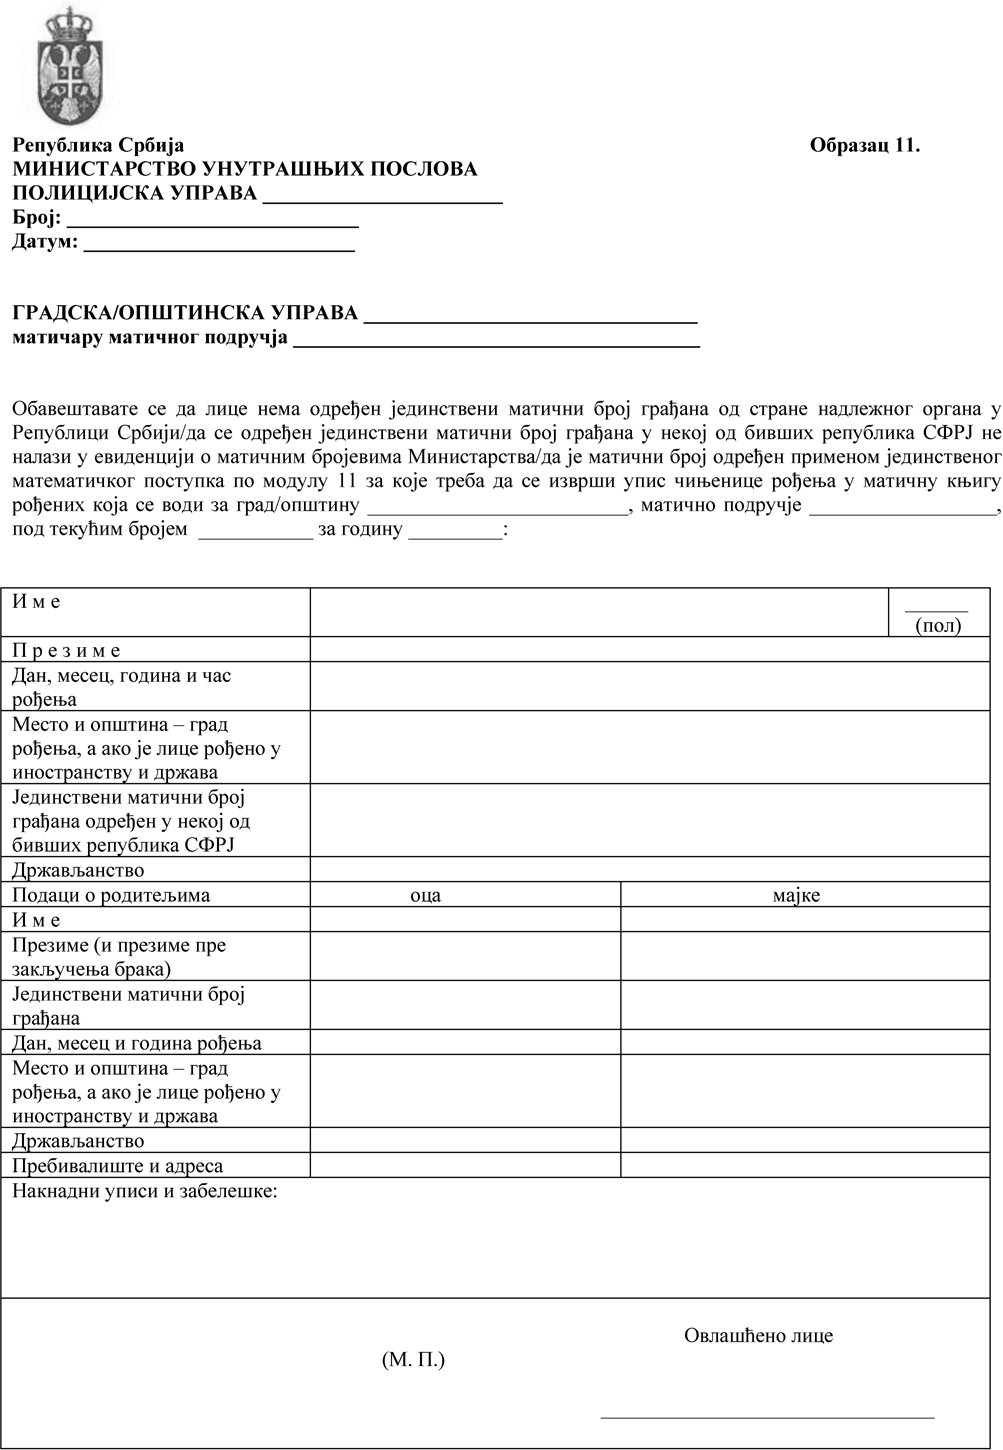 Република Србија
Образац 11.
МИНИСТАРСТВО УНУТРАШЊИХ ПОСЛОВА
ПОЛИЦИЈСКА УПРАВА ______________________
Број: ___________________________
Датум: _________________________
ГРАДСКА/ОПШТИНСКА УПРАВА _______________________________
матичару матичног подручја ______________________________________
Обавештавате се да лице нема одређен јединствени матични број грађана од стране надлежног органа у
Републици Србији/да се одређен јединствени матични број грађана у некој од бивших република СФРЈ не
налази у евиденцији о матичним бројевима Министарства/да је матични број одређен применом јединственог
математичког поступка по модулу 11 за које треба да се изврши упис чињенице рођења у матичну књигу
рођених која се води за град/општину _________________________, матично подручје __________________,
под текућим бројем ___________ за годину _________:
И м е
______
(пол)
П р е з и м е
Дан, месец, година и час
рођења
Место и општина – град
рођења, а ако је лице рођено у
иностранству и држава
Јединствени матични број
грађана одређен у некој од
бивших република СФРЈ
Држављанство
Подаци о родитељима оца мајке
И м е
Презиме (и презиме пре
закључења брака)
Јединствени матични број
грађана
Дан, месец и година рођења
Место и општина – град
рођења, а ако је лице рођено у
иностранству и држава
Држављанство
Пребивалиште и адреса
Накнадни уписи и забелешке:
Овлашћено лице
(М. П.)
________________________________